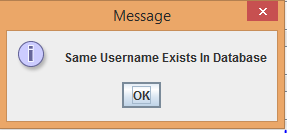 Message
Same Username Exists In Database
OK